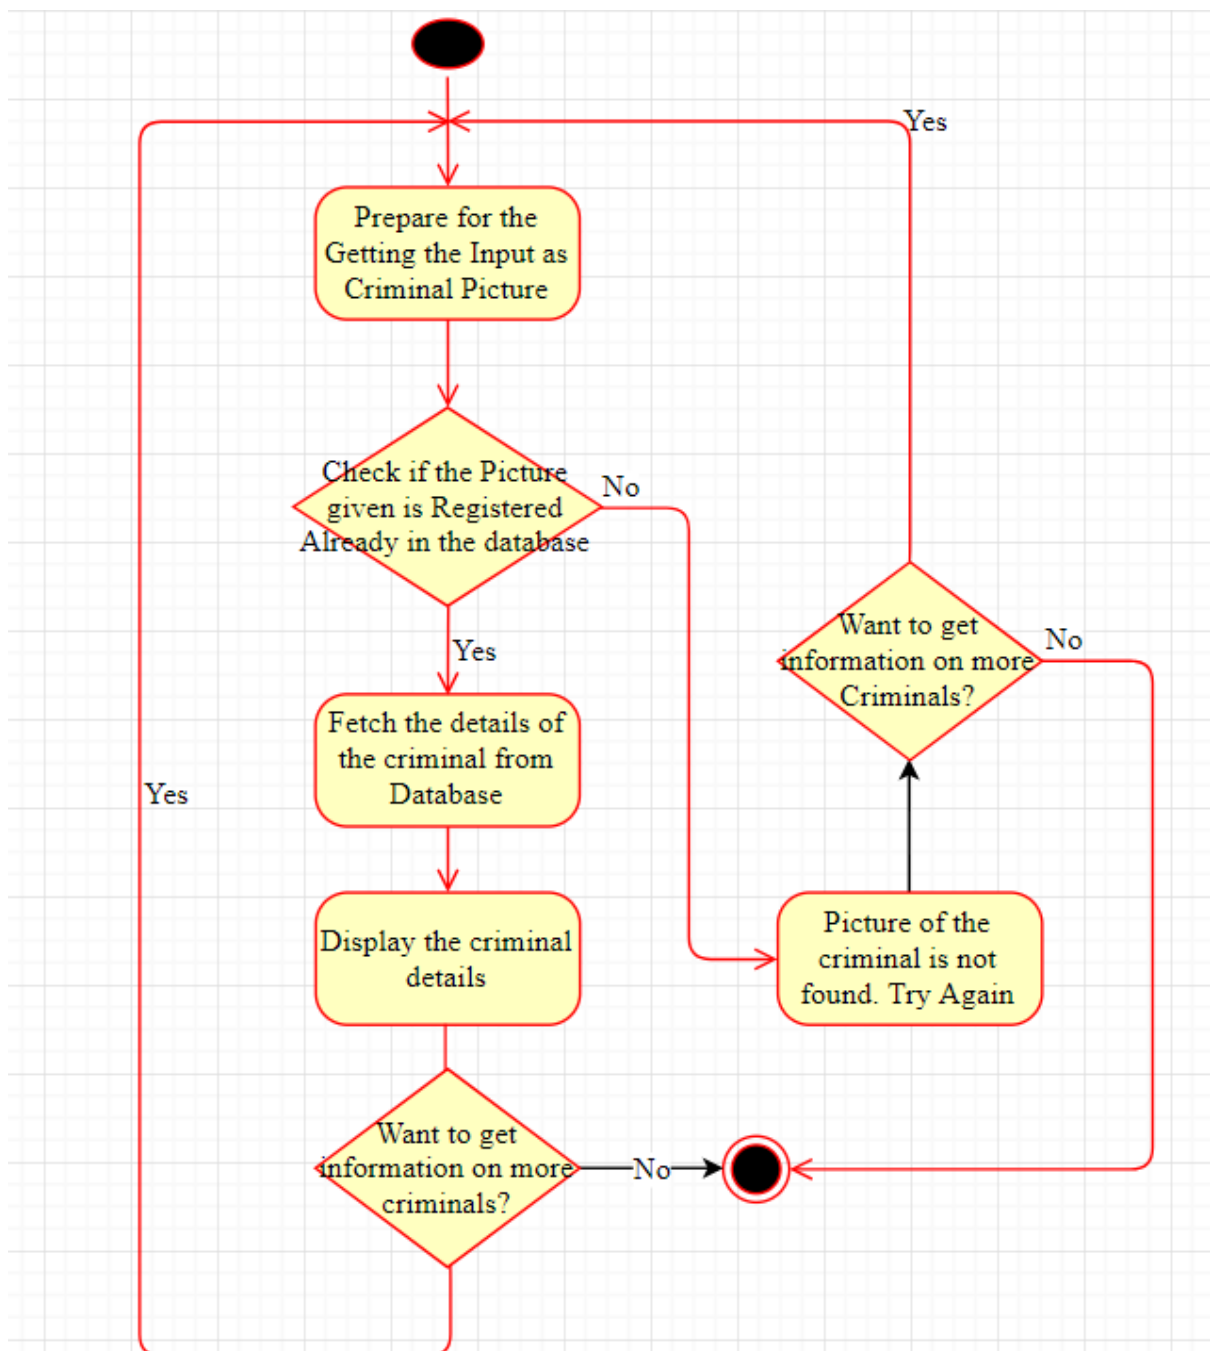 Yes
Prepare for the
Getting the Input as
Criminal Picture
Check if the Picture
given is Registered
Already in the database
No
Yes
Want to get
information on more
Criminals?
No
Fetch the details of
the criminal from
Database
Yes
Display the criminal
details
Picture of the
criminal is not
found. Try Again
Want to get
information on more
criminals?
No